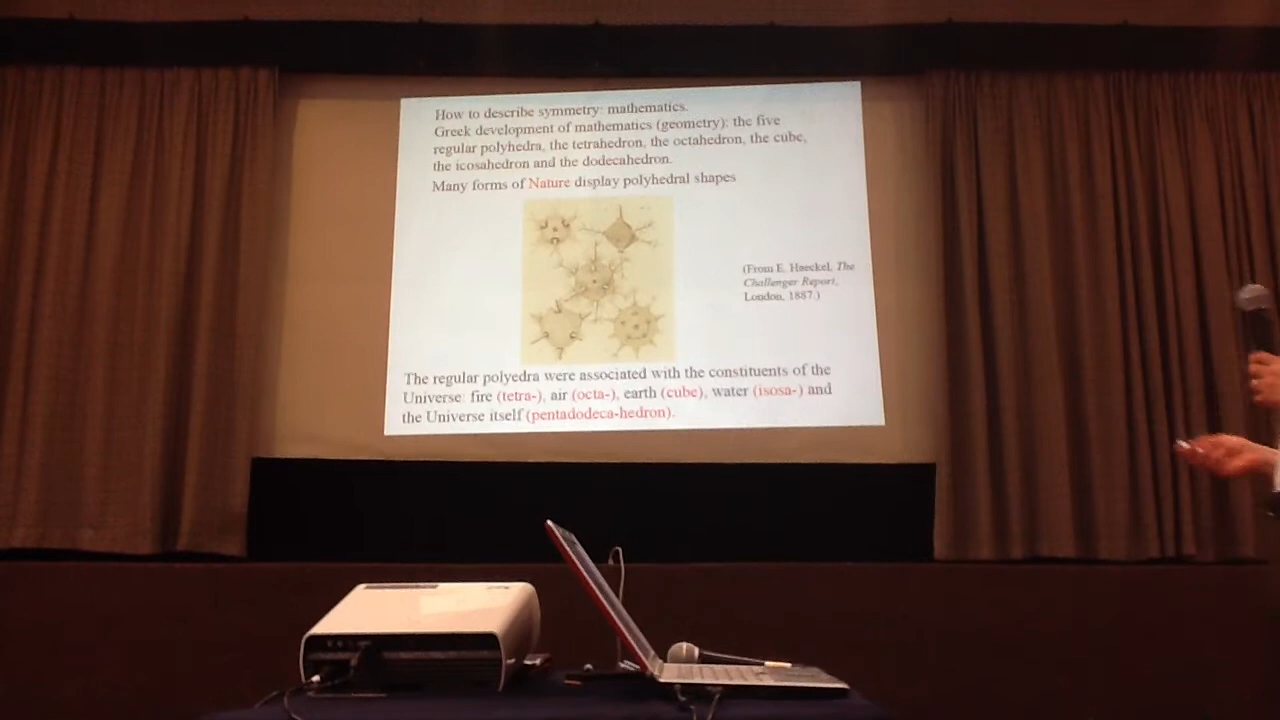 How to describe symmetry: mathematics.
Greek development of mathematics (geometry): the five
regular polyhedra, the tetrahedron, the octahedron, the cube,
the icosahedron and the dodecahedron.
Many forms of Nature display polyhedral shapes
(From E. Haeckel, The
Challenger Report,
London, 1887.)
The regular polyedra were associated with the constituents of the
Universe: fire (tetra-), air (octa-), earth (cube), water (isosa-) and
the Universe itself (pentadodeca-hedron).